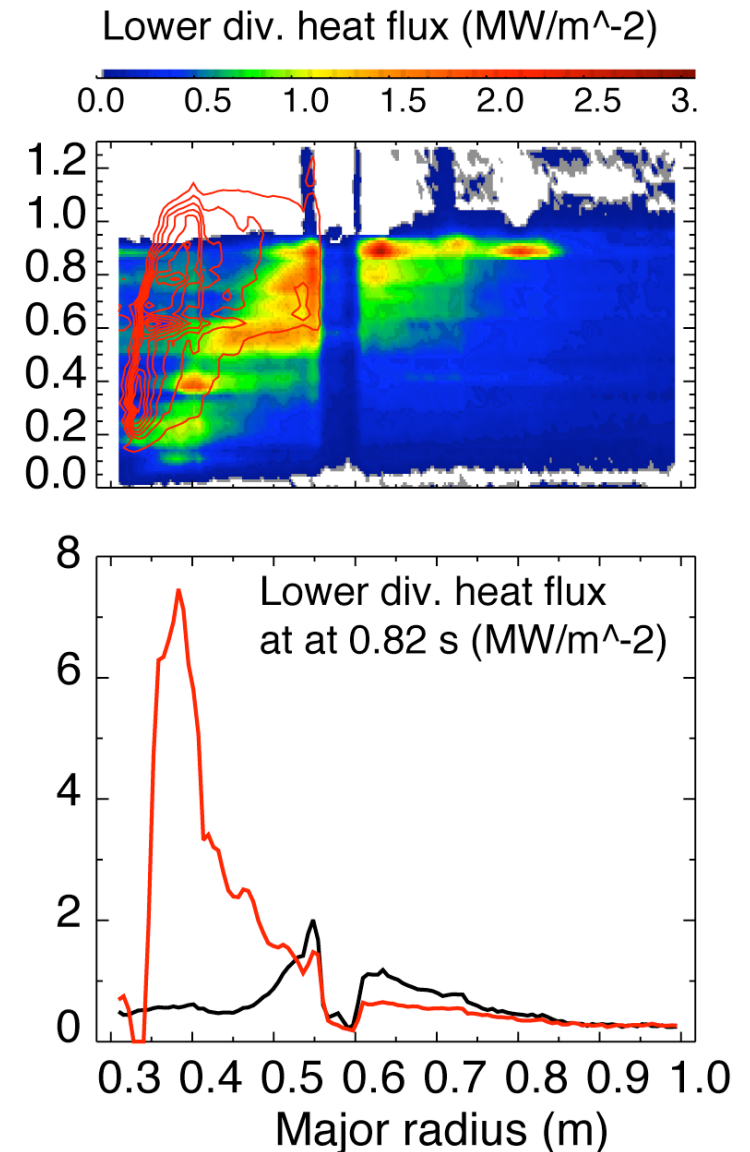 Lower div. heat flux (MW/m^-2)
0.0 0.5 1.0 1.5 2.0 2.5 3.
1.2
1.0
0.8
0.6
0.4
0.2
0.0
8
Lower div. heat flux
at at 0.82 s (MW/m^-2)
6
4
2
0
0.3 0.4 0.5 0.6 0.7 0.8 0.9 1.0
Major radius (m)